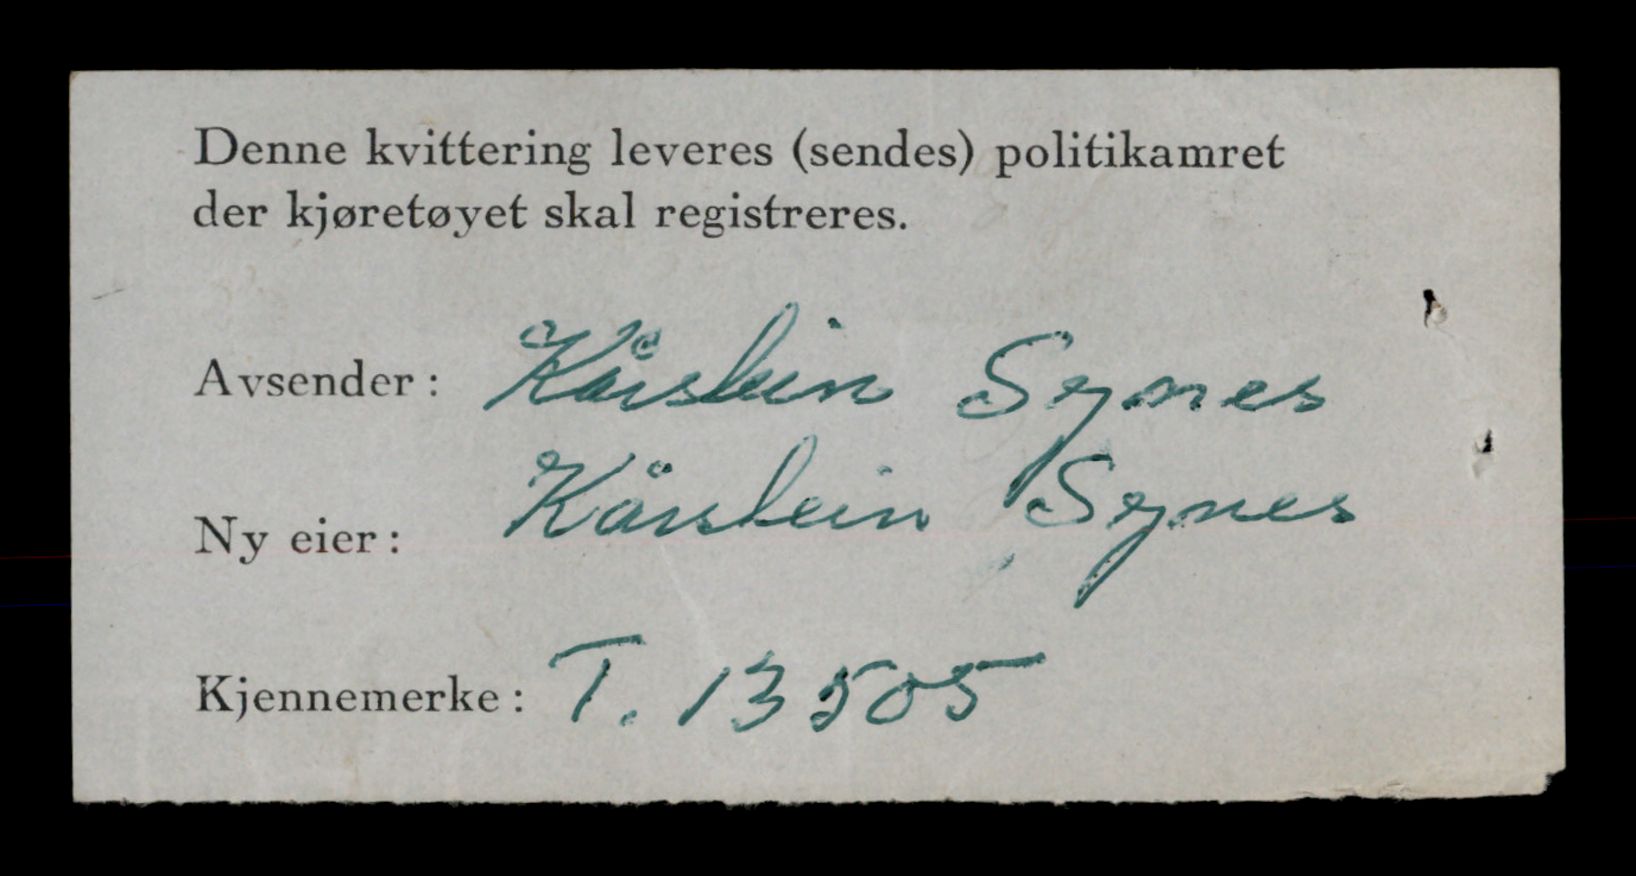 Denne kvittering leveres (sendes) politikamret
der kjøretøyet skal registreres.
Avsender: Kårstein Synes
Ny eier: Kårstein Synes
Kjennemerke: T. 13505